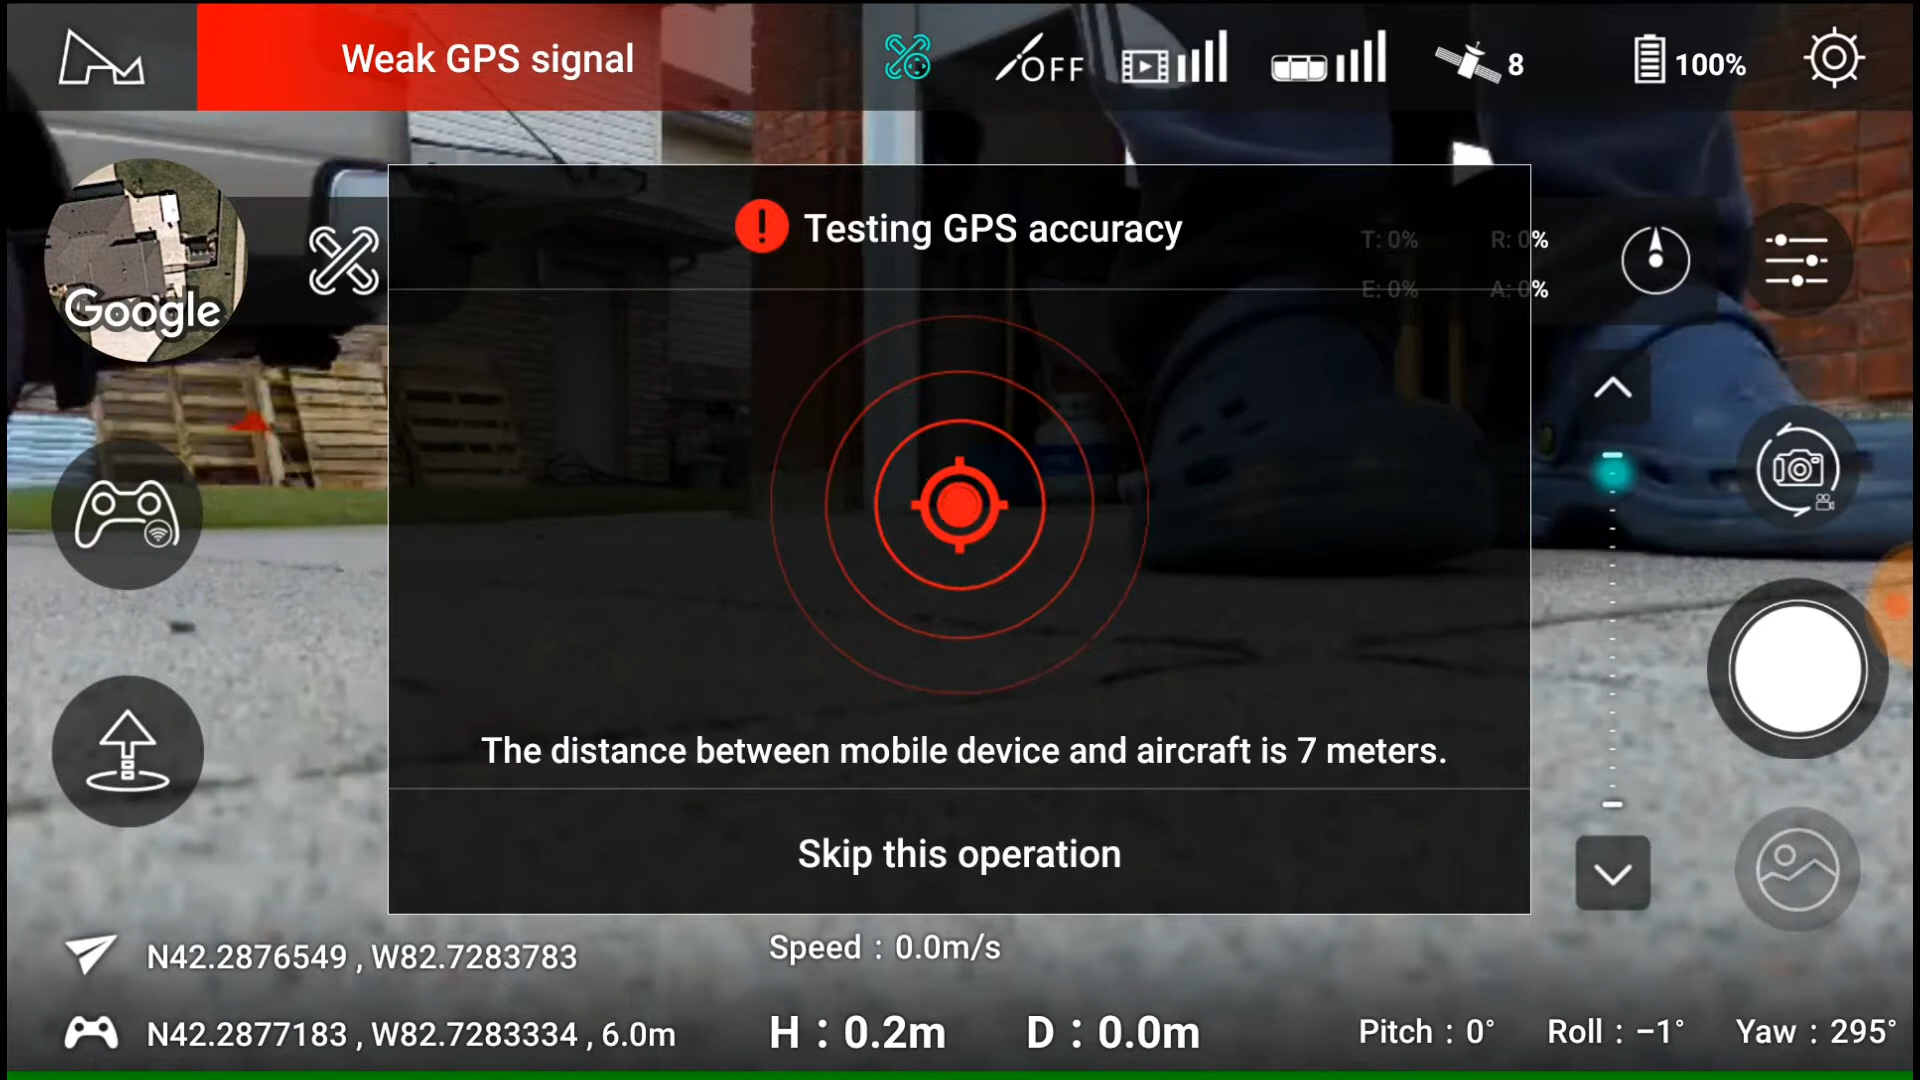 Weak GPS signal
OFF
8
100%
Testing GPS accuracy
T: 0% R: 0%
E: 0% A: 0%
Google
The distance between mobile device and aircraft is 7 meters.
Skip this operation
N42.2876549 , W82.7283783
Speed : 0.0m/s
N42.2877183 , W82.7283334 , 6.0m
H : 0.2m
D : 0.0m
Pitch : 0°
Roll : −1°
Yaw : 295°